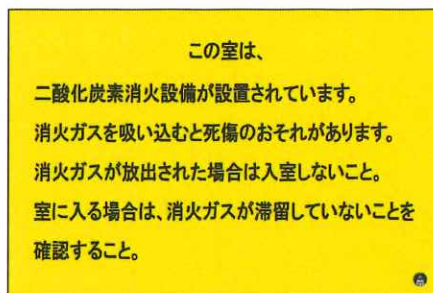 この室は、
二酸化炭素消火設備が設置されています。
消火ガスを吸い込むと死傷のおそれがあります。
消火ガスが放出された場合は入室しないこと。
室に入る場合は、消火ガスが滞留していないことを
確認すること。